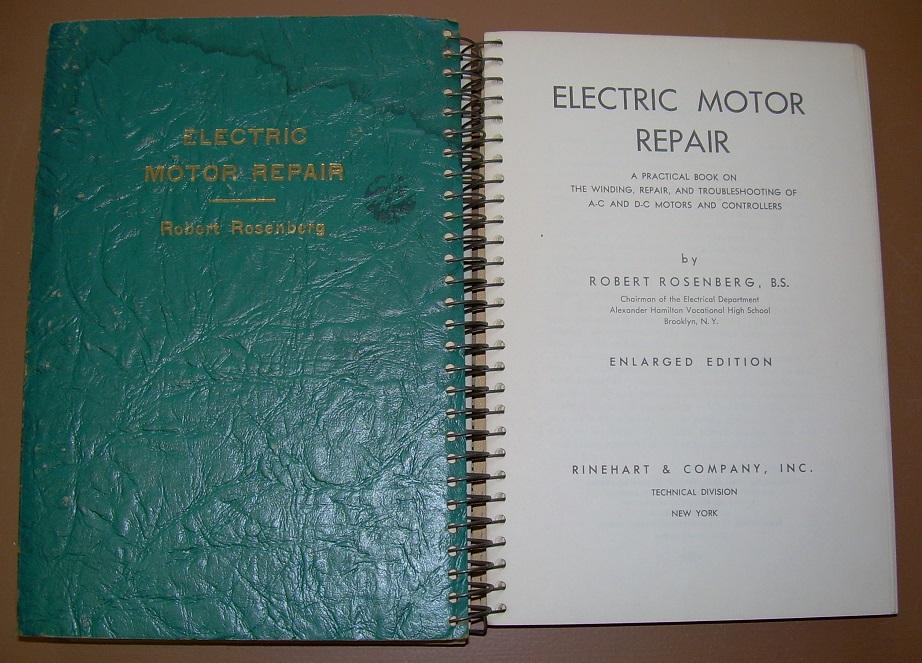 ELECTRIC
MOTOR REPAIR
Robert Rosenberg
ELECTRIC MOTOR
REPAIR
A PRACTICAL BOOK ON
THE WINDING, REPAIR, AND TROUBLESHOOTING OF
A-C AND D-C MOTORS AND CONTROLLERS
by
ROBERT ROSENBERG, B.S.
Chairman of the Electrical Department
Alexander Hamilton Vocational High School
Brooklyn, N. Y.
ENLARGED EDITION
RINEHART & COMPANY, INC.
TECHNICAL DIVISION
NEW YORK